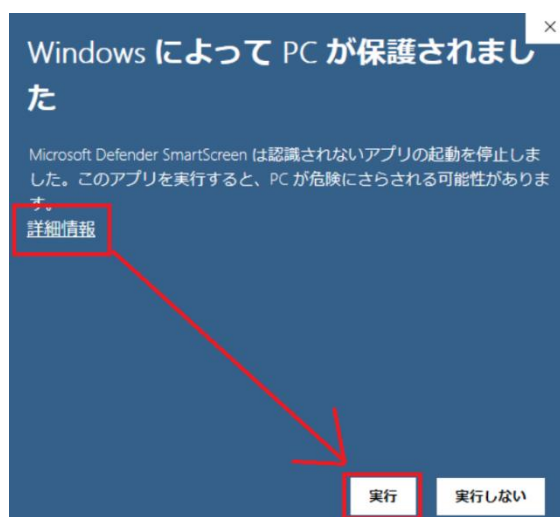 Windows によって PC が保護されまし
た
Microsoft Defender SmartScreen は認識されないアプリの起動を停止しま
した。このアプリを実行すると、PC が危険にさらされる可能性がありま
す。
詳細情報
実行
実行しない